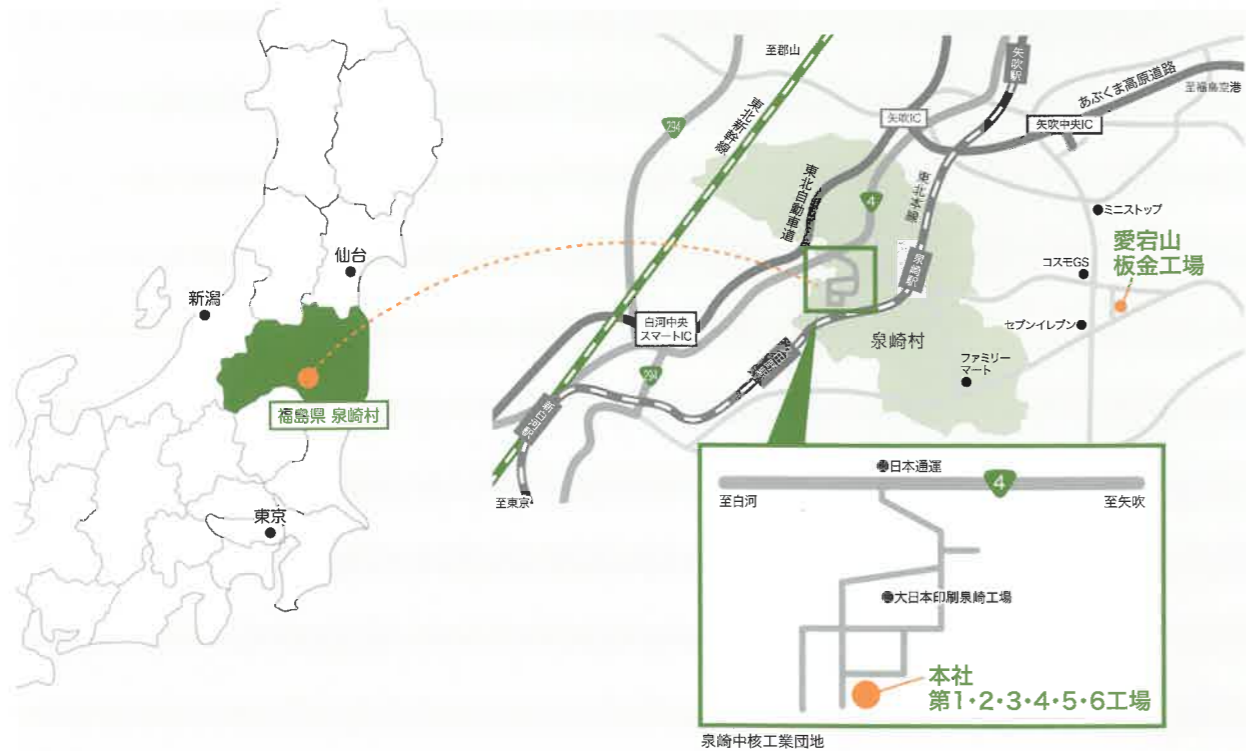 仙台
新潟
福島県 泉崎村
東京
至郡山
東北新幹線
294
東北自動車道
矢吹IC
4
東北本線
矢吹駅
あぶくま高原道路
至福島空港
矢吹中央IC
ミニストップ
コスモGS
愛宕山
板金工場
セブンイレブン
泉崎駅
泉崎村
ファミリー
マート
白河中央
スマートIC
294
新白河駅
至東京
日本通運
4
至白河
至矢吹
大日本印刷泉崎工場
本社
第1・2・3・4・5・6工場
泉崎中核工業団地